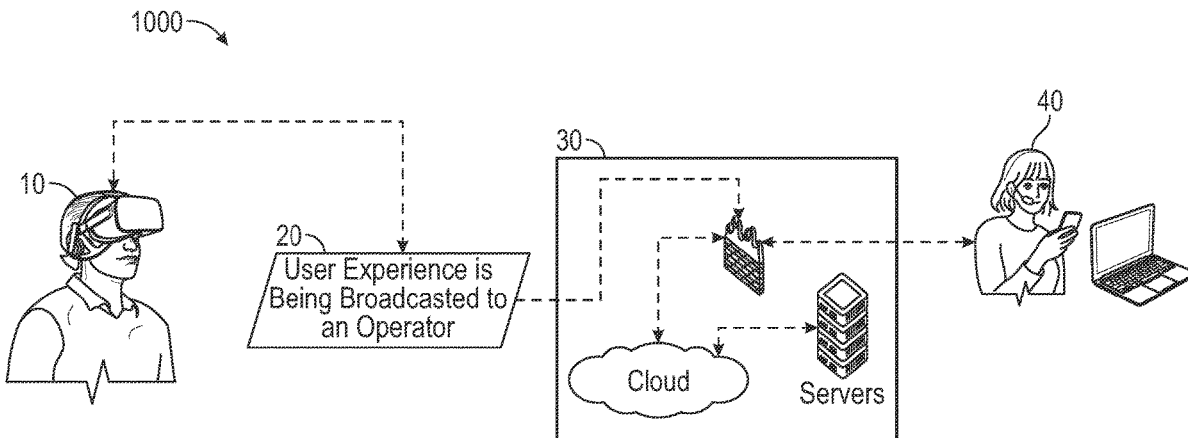 1000
10
20
User Experience is
Being Broadcasted to
an Operator
30
Cloud
Servers
40